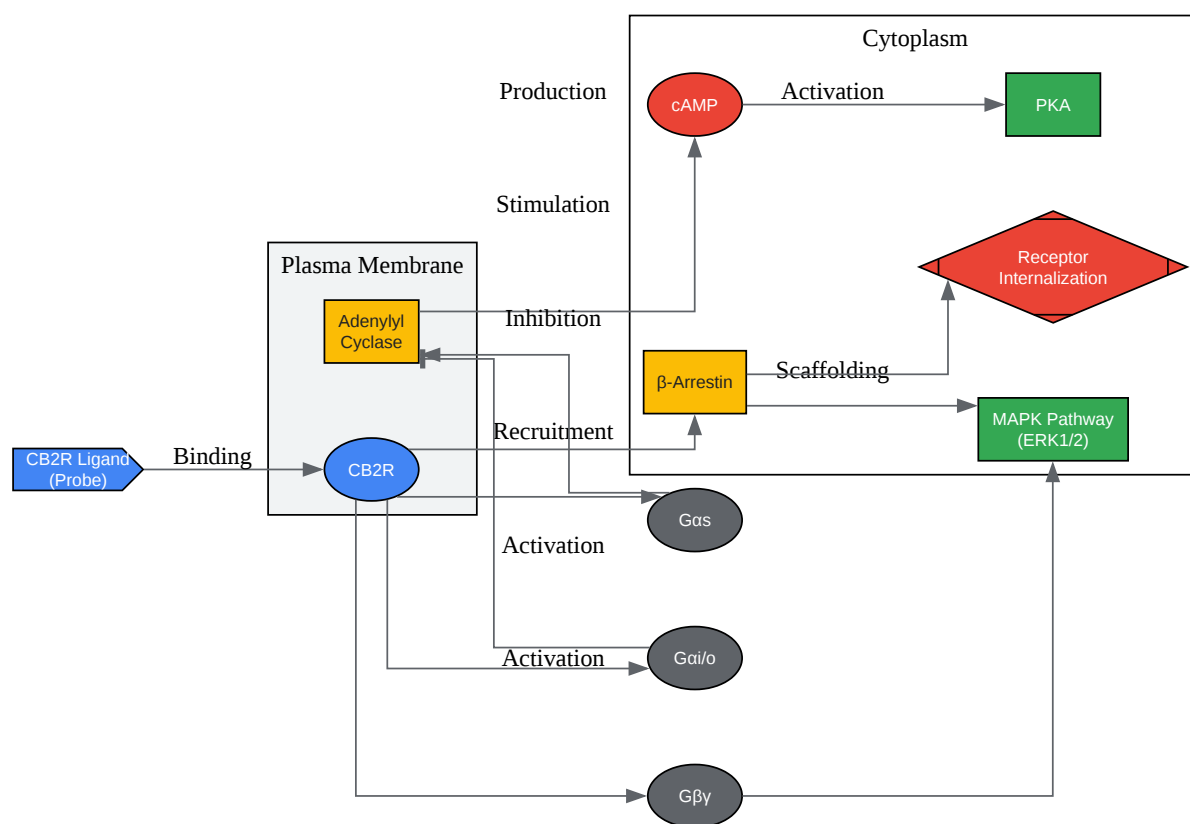 Cytoplasm
Production
cAMP
Activation
PKA
Stimulation
Plasma Membrane
Receptor
Internalization
Adenylyl
Cyclase
Inhibition
β-Arrestin
Scaffolding
MAPK Pathway
(ERK1/2)
Recruitment
CB2R Ligand
(Probe)
Binding
CB2R
Gαs
Activation
Gαi/o
Activation
Gβγ